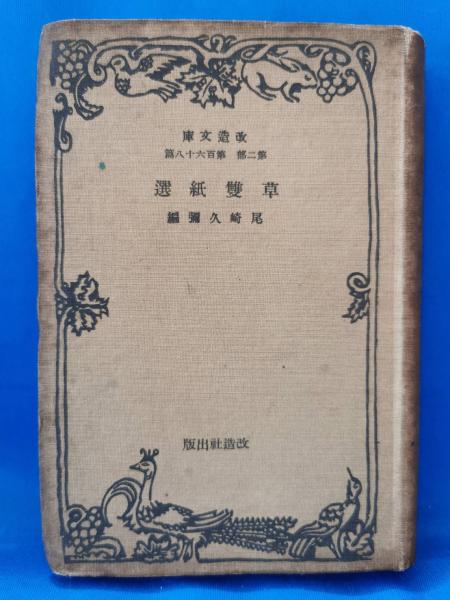 改造文庫
第二部 第百六十八篇
草雙紙選
尾崎久彌編
改造社出版